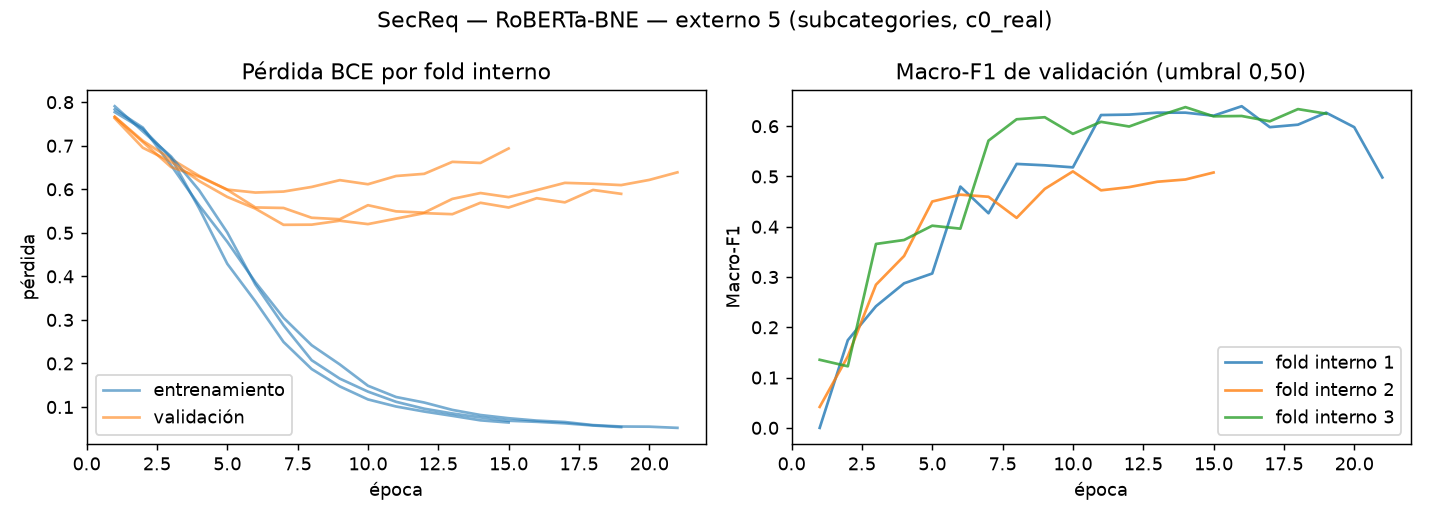 SecReq — RoBERTa-BNE — externo 5 (subcategories, c0_real)
Pérdida BCE por fold interno
pérdida
0.8
0.7
0.6
0.5
0.4
0.3
0.2
0.1
entrenamiento
validación
0.0 2.5 5.0 7.5 10.0 12.5 15.0 17.5 20.0
época
Macro-F1 de validación (umbral 0,50)
Macro-F1
0.6
0.5
0.4
0.3
0.2
0.1
0.0
fold interno 1
fold interno 2
fold interno 3
0.0 2.5 5.0 7.5 10.0 12.5 15.0 17.5 20.0
época